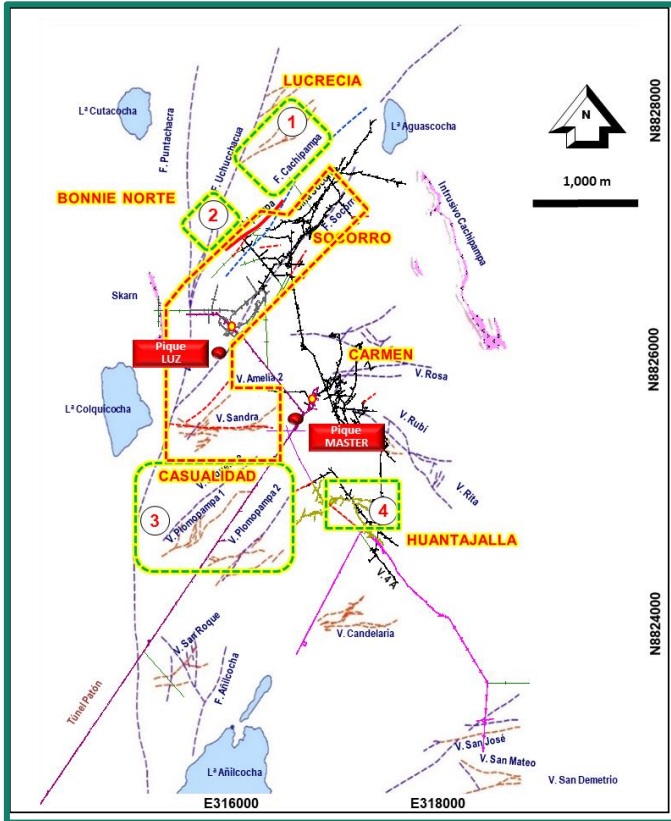 LUCRECIA
Lª Cutacocha
F. Puntachacra
1
Lª Aguascocha
N
N8828000
F. Uchucchacua
F. Cachipampa
1,000 m
BONNIE NORTE
2
F. Socorr
SOCORRO
Intrusivo Cachipampa
Skarn
Pique
LUZ
CARMEN
V. Rosa
N8826000
V. Amelia 2
Lª Colquicocha
V. Sandra
Pique
MASTER
V. Rubí
V. Rita
CASUALIDAD
3
V. Plomopampa 1
V. Plomopampa 2
4
HUANTAJALLA
V.4A
N8824000
V. San Roque
F. Añilcocha
V. Candelaria
Túnel Patón
Lª Añilcocha
V. San José
V. San Mateo
V. San Demetrio
E316000
E318000